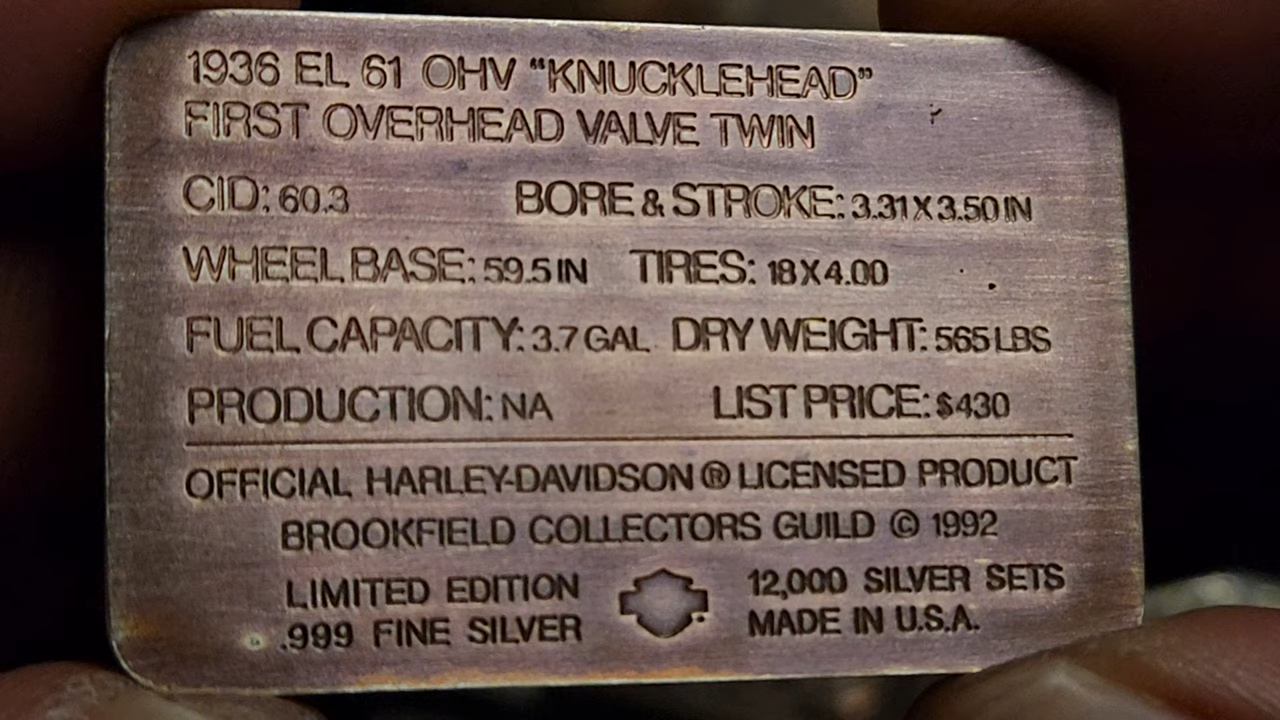 1936 EL 61 OHV “KNUCKLEHEAD”
FIRST OVERHEAD VALVE TWIN
CID: 60.3 BORE & STROKE: 3.31 X 3.50 IN
WHEEL BASE: 59.5 IN TIRES: 18 X 4.00
FUEL CAPACITY: 3.7 GAL DRY WEIGHT: 565 LBS
PRODUCTION: NA LIST PRICE: $430
OFFICIAL HARLEY-DAVIDSON ® LICENSED PRODUCT
BROOKFIELD COLLECTORS GUILD © 1992
LIMITED EDITION 12,000 SILVER SETS
.999 FINE SILVER MADE IN U.S.A.